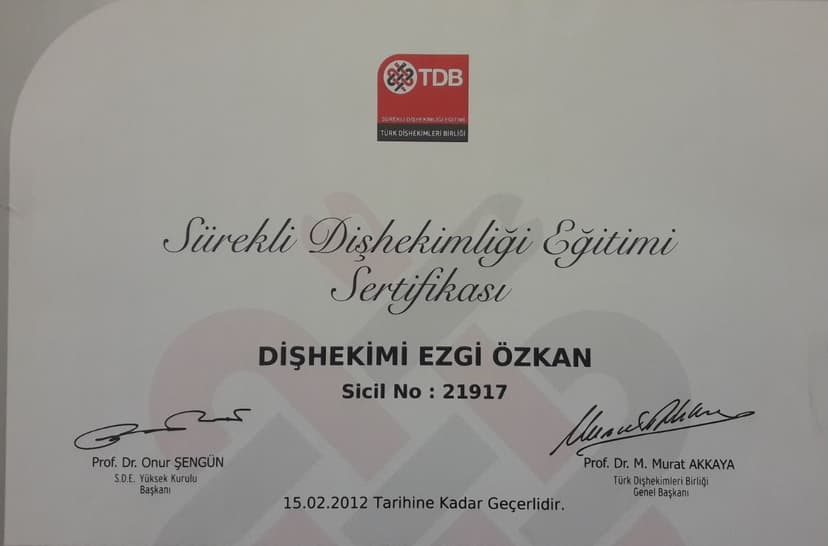 TDB
SÜREKLİ DİŞHEKİMLİĞİ EĞİTİMİ
TÜRK DİŞHEKİMLERİ BİRLİĞİ
Sürekli Dişhekimliği Eğitimi
Sertifikası
DİŞHEKİMİ EZGİ ÖZKAN
Sicil No : 21917
Prof. Dr. Onur ŞENGÜN
S.D.E. Yüksek Kurulu
Başkanı
Prof. Dr. M. Murat AKKAYA
Türk Dişhekimleri Birliği
Genel Başkanı
15.02.2012 Tarihine Kadar Geçerlidir.